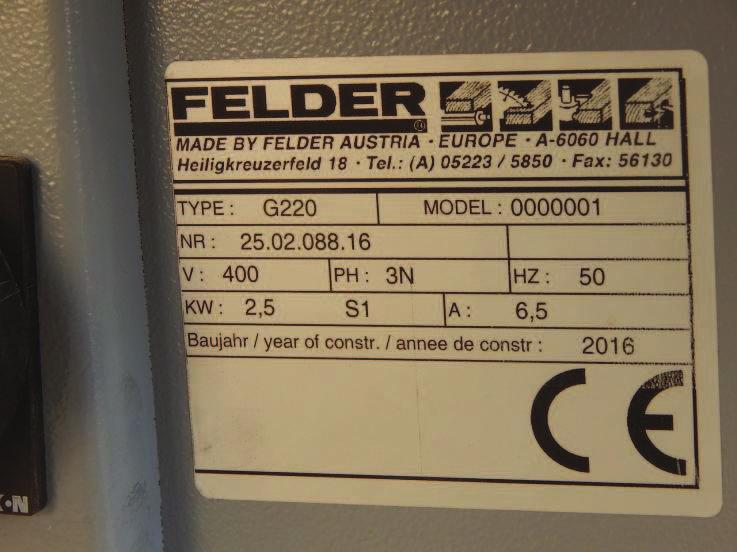 FELDER
MADE BY FELDER AUSTRIA · EUROPE · A-6060 HALL
Heiligkreuzerfeld 18 · Tel.: (A) 05223 / 5850 · Fax: 56130
TYPE : G220 MODEL : 0000001
NR : 25.02.088.16
V : 400 PH : 3N HZ : 50
KW : 2,5 S1 A : 6,5
Baujahr / year of constr. / annee de constr : 2016
CE